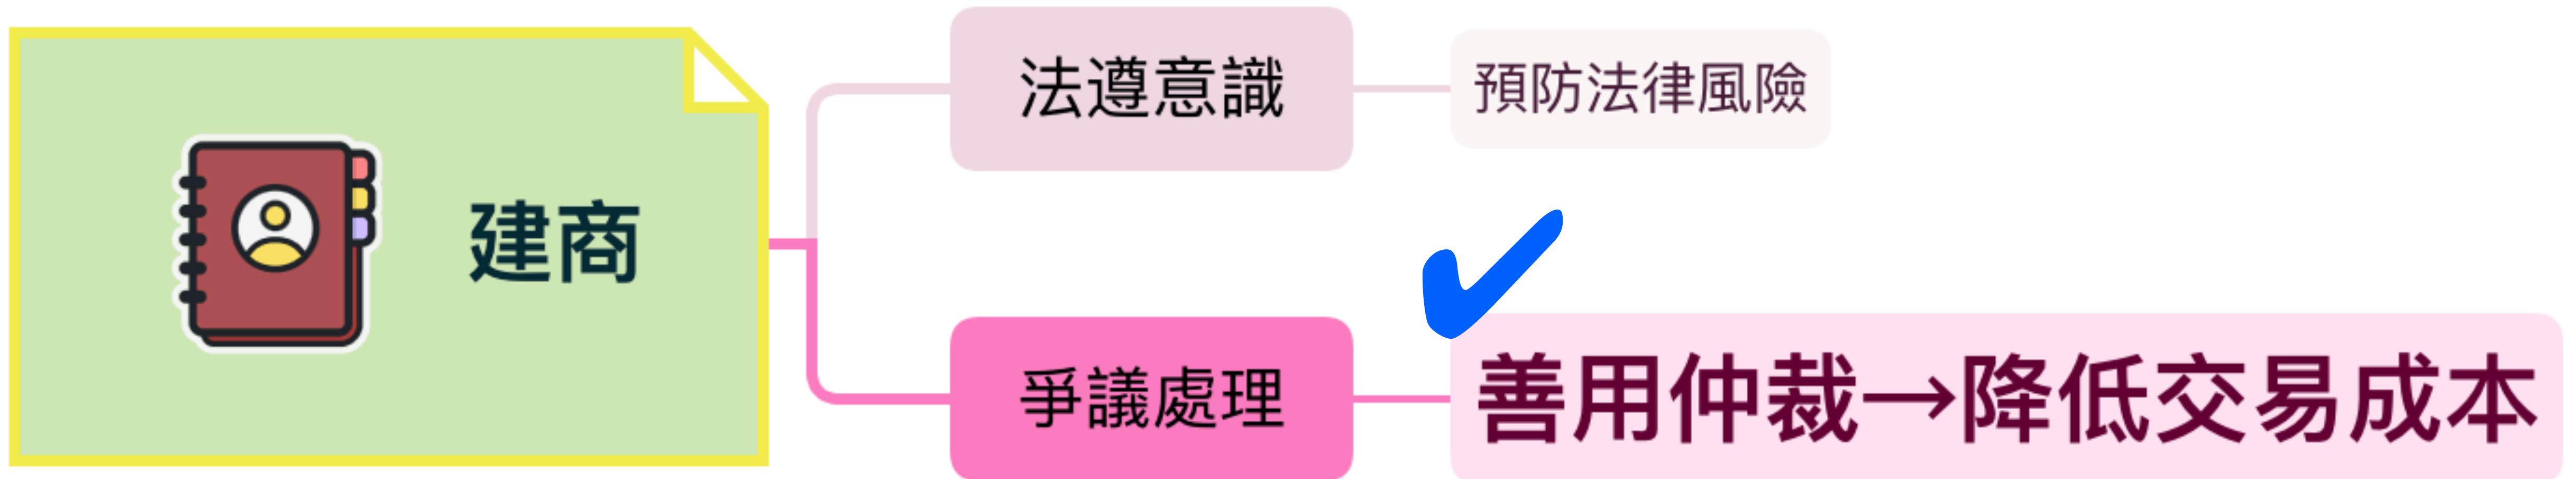 建商
法遵意識
預防法律風險
爭議處理
善用仲裁→降低交易成本